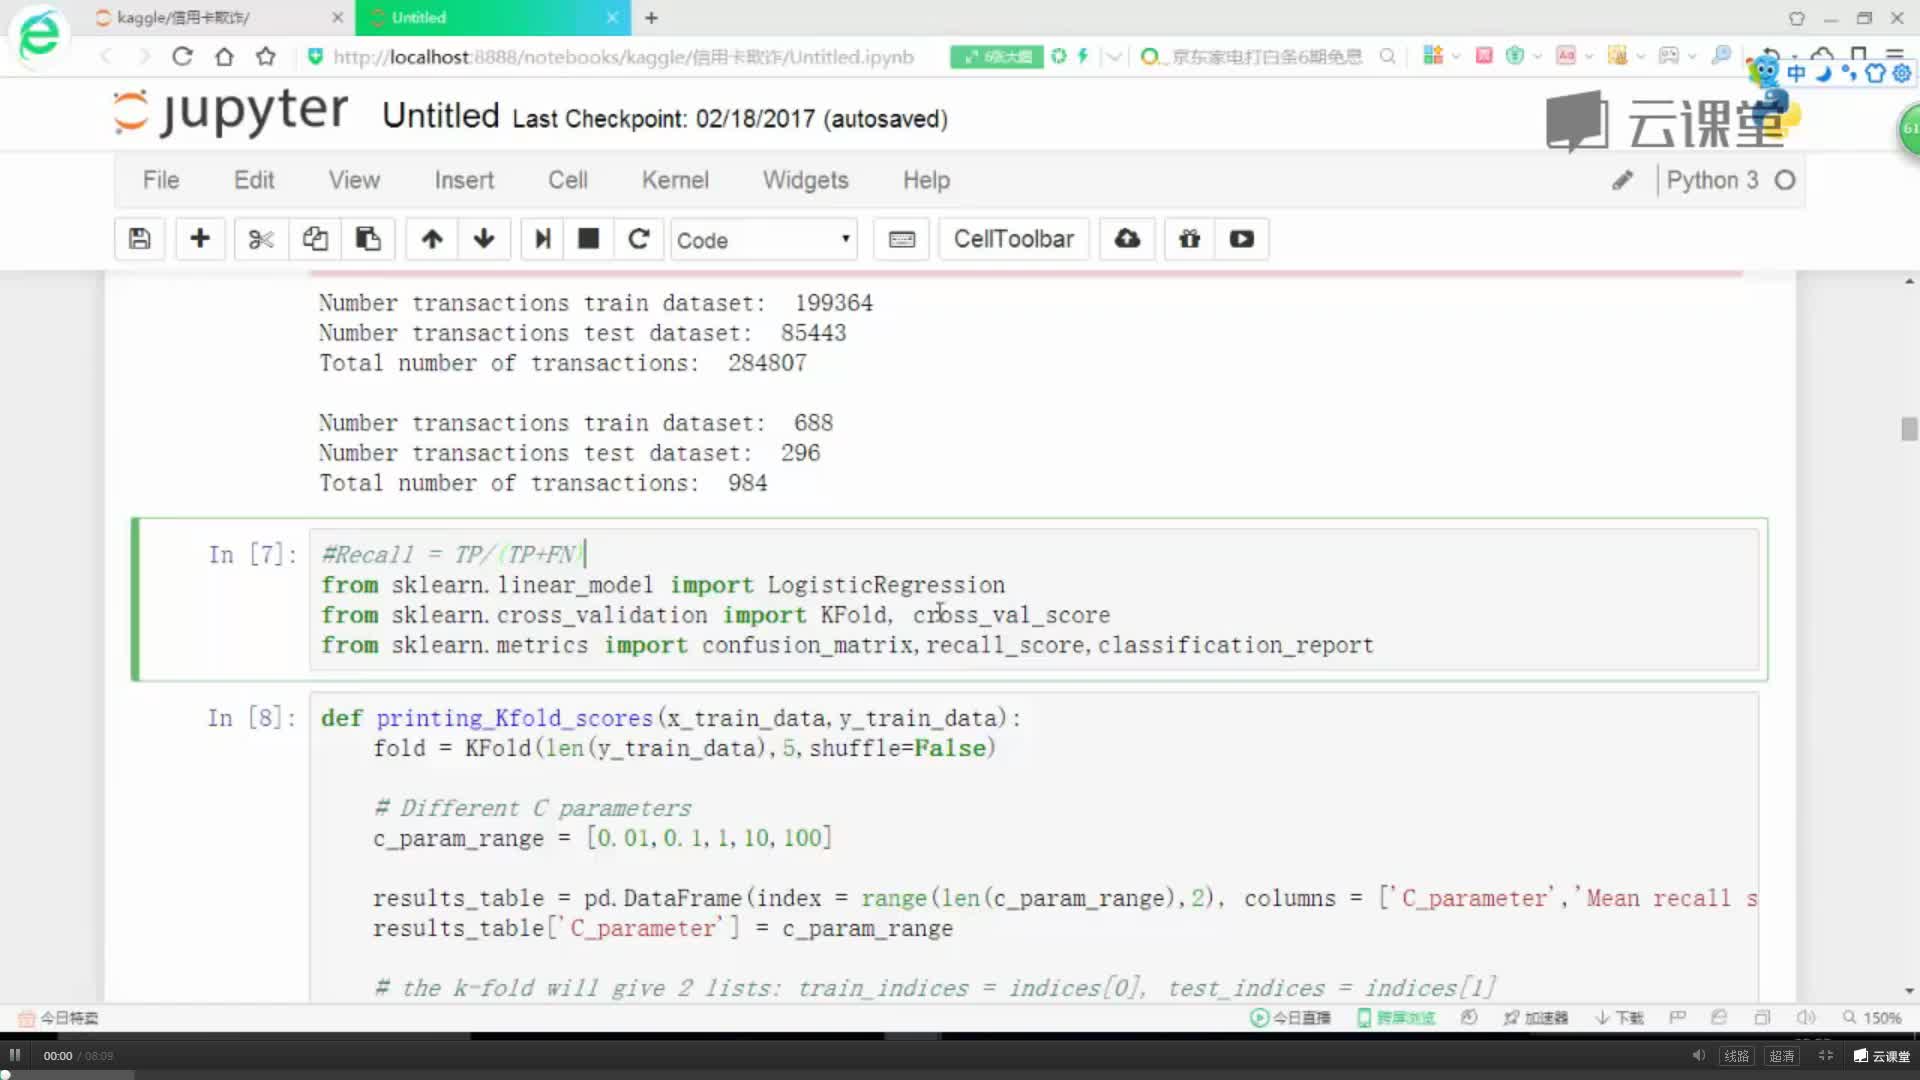 kaggle/信用卡欺诈/
Untitled
http://localhost:8888/notebooks/kaggle/信用卡欺诈/Untitled.ipynb
京东家电打白条6期免息
中
jupyter Untitled Last Checkpoint: 02/18/2017 (autosaved)
云课堂
61
File Edit View Insert Cell Kernel Widgets Help
Python 3
Code
CellToolbar
Number transactions train dataset: 199364
Number transactions test dataset: 85443
Total number of transactions: 284807
Number transactions train dataset: 688
Number transactions test dataset: 296
Total number of transactions: 984
In [7]:
#Recall = TP/(TP+FN)
from sklearn.linear_model import LogisticRegression
from sklearn.cross_validation import KFold, cross_val_score
from sklearn.metrics import confusion_matrix,recall_score,classification_report
In [8]:
def printing_Kfold_scores(x_train_data,y_train_data):
fold = KFold(len(y_train_data),5,shuffle=False)
# Different C parameters
c_param_range = [0.01,0.1,1,10,100]
results_table = pd.DataFrame(index = range(len(c_param_range),2), columns = ['C_parameter','Mean recall s
results_table['C_parameter'] = c_param_range
# the k-fold will give 2 lists: train_indices = indices[0], test_indices = indices[1]
今日特卖
今日直播
跨屏浏览
加速器
下载
150%
00:00 / 08:09
线路
超清
云课堂